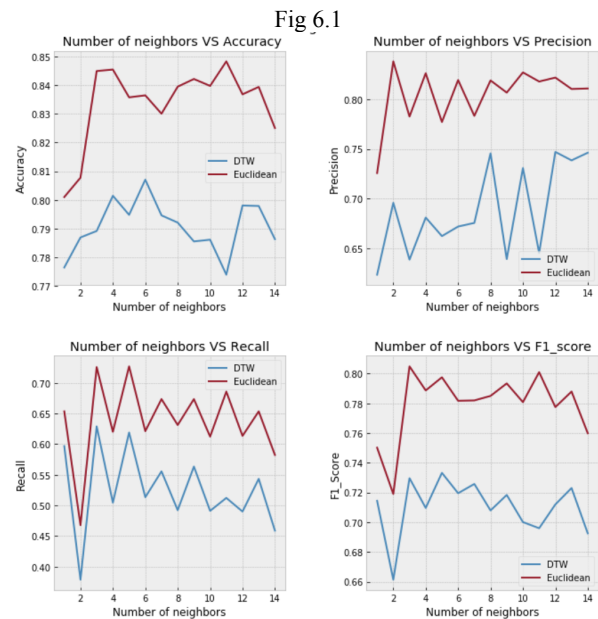 Fig 6.1
Number of neighbors VS Accuracy
Accuracy
0.85
0.84
0.83
0.82
0.81
0.80
0.79
0.78
0.77
DTW
Euclidean
2 4 6 8 10 12 14
Number of neighbors
Number of neighbors VS Precision
Precision
0.80
0.75
0.70
0.65
DTW
Euclidean
2 4 6 8 10 12 14
Number of neighbors
Number of neighbors VS Recall
Recall
0.70
0.65
0.60
0.55
0.50
0.45
0.40
DTW
Euclidean
2 4 6 8 10 12 14
Number of neighbors
Number of neighbors VS F1_score
F1_Score
0.80
0.78
0.76
0.74
0.72
0.70
0.68
0.66
DTW
Euclidean
2 4 6 8 10 12 14
Number of neighbors